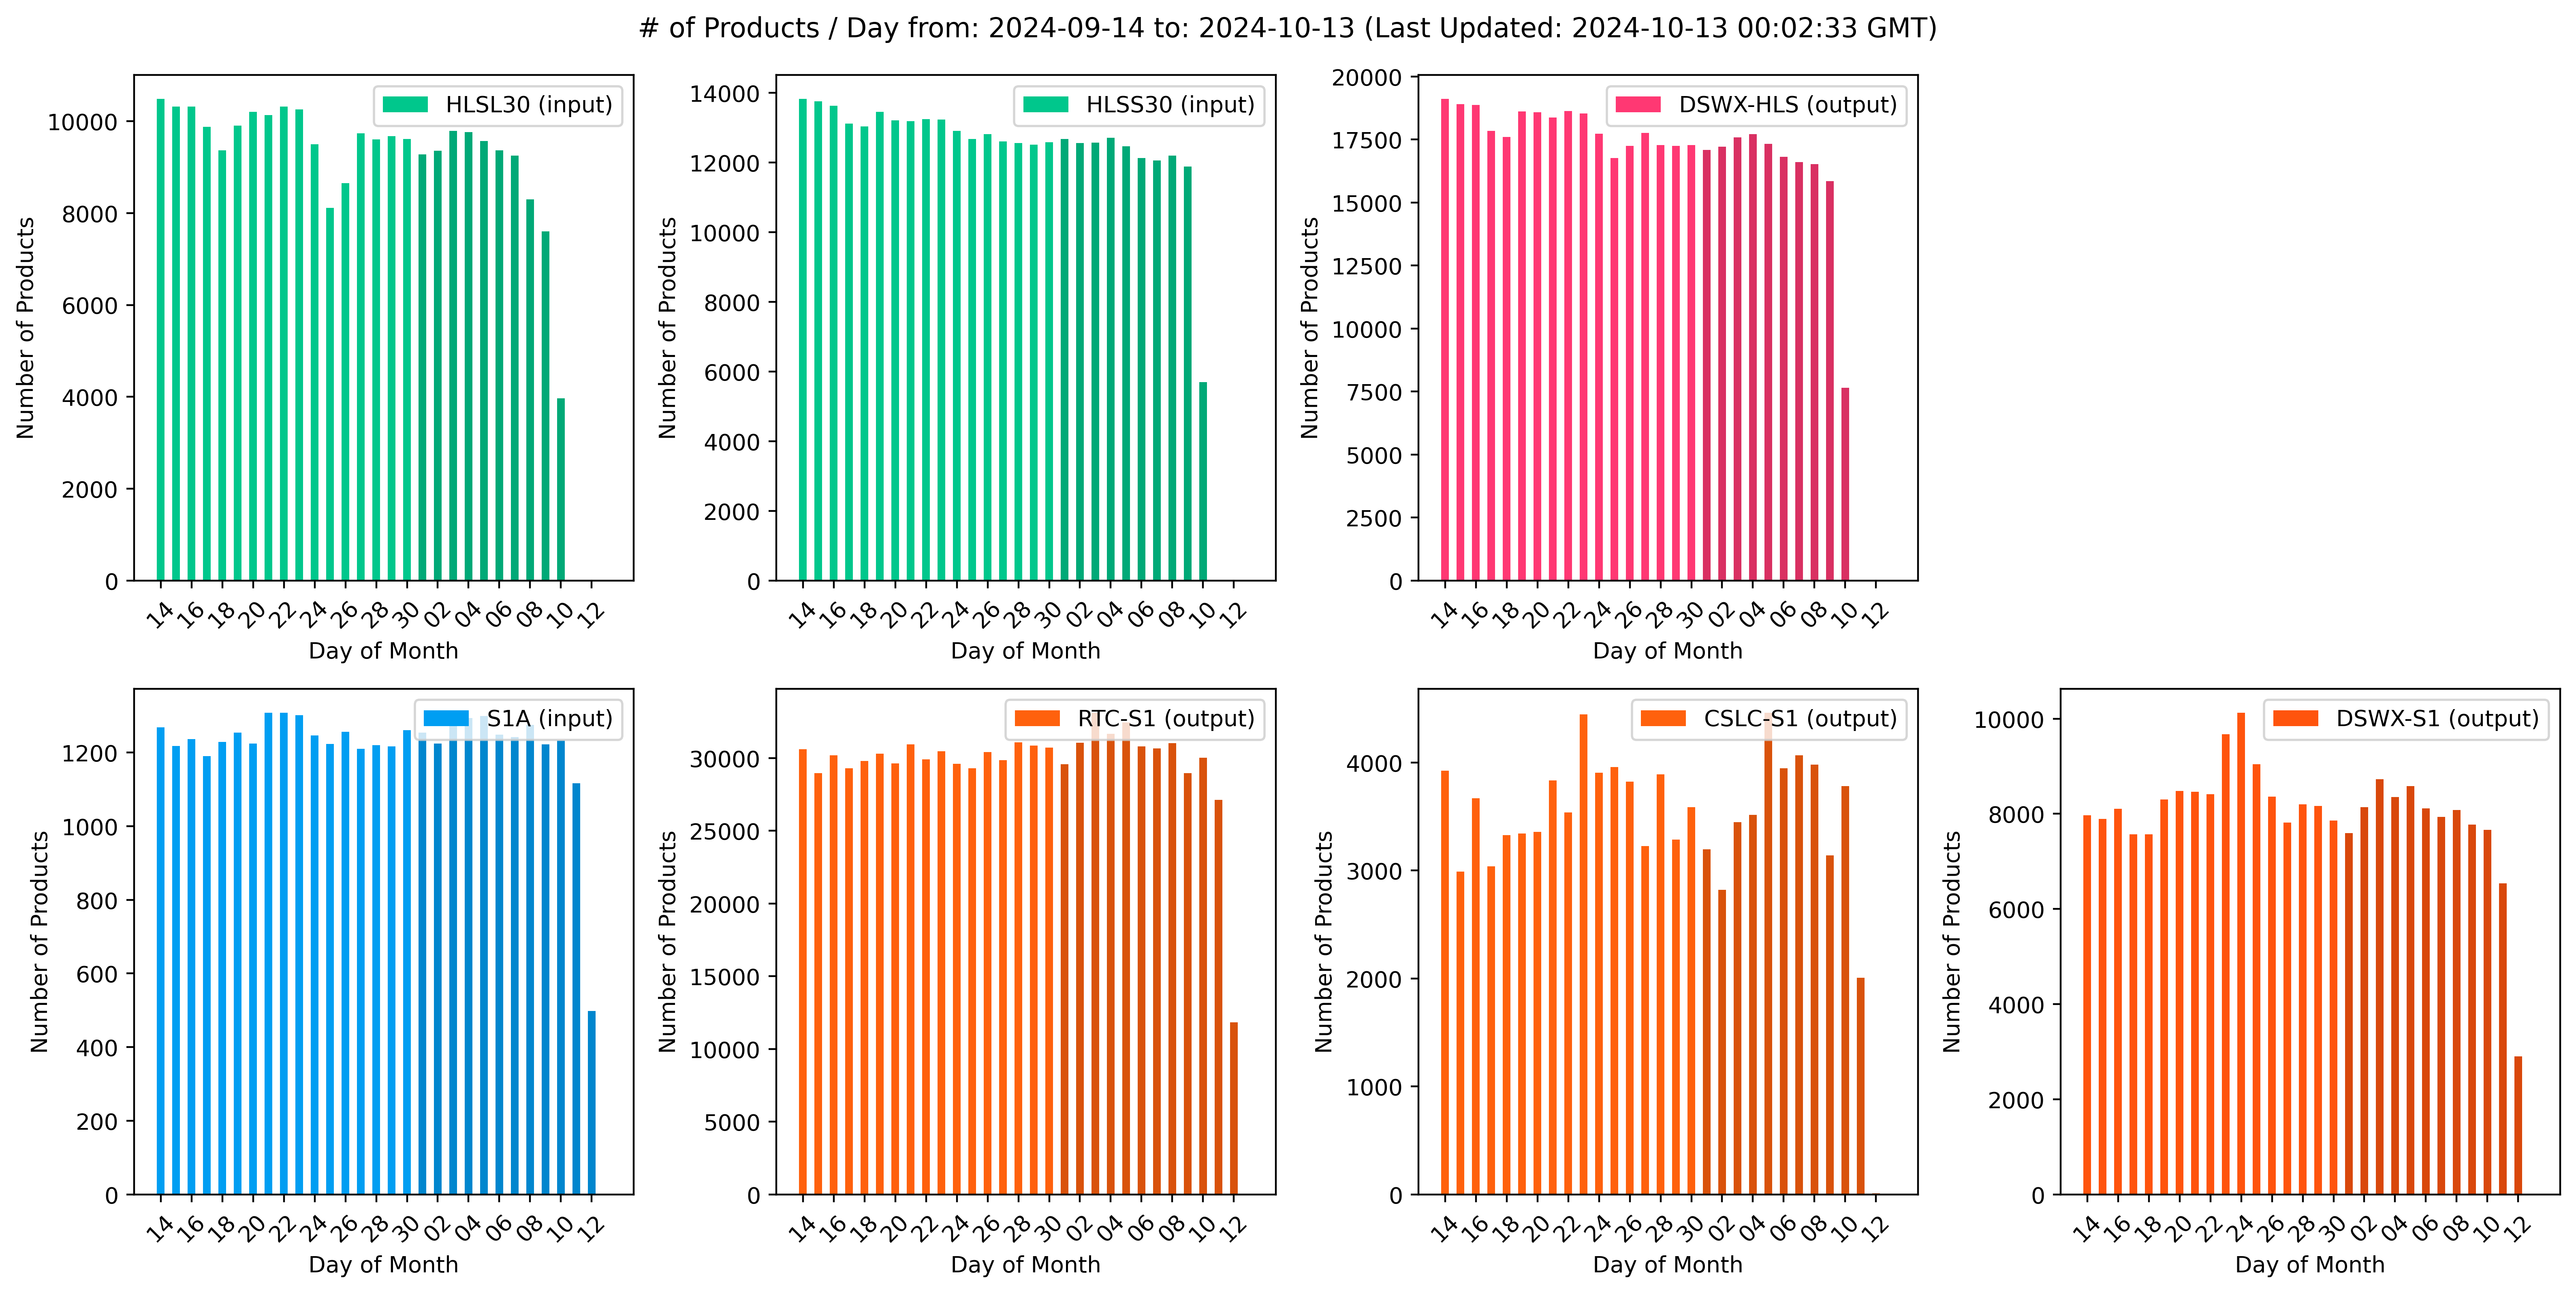 # of Products / Day from: 2024-09-14 to: 2024-10-13 (Last Updated: 2024-10-13 00:02:33 GMT)
HLSL30 (input)
Number of Products
10000
8000
6000
4000
2000
0
14 16 18 20 22 24 26 28 30 02 04 06 08 10 12
Day of Month
HLSS30 (input)
Number of Products
14000
12000
10000
8000
6000
4000
2000
0
14 16 18 20 22 24 26 28 30 02 04 06 08 10 12
Day of Month
DSWX-HLS (output)
Number of Products
20000
17500
15000
12500
10000
7500
5000
2500
0
14 16 18 20 22 24 26 28 30 02 04 06 08 10 12
Day of Month
S1A (input)
Number of Products
1200
1000
800
600
400
200
0
14 16 18 20 22 24 26 28 30 02 04 06 08 10 12
Day of Month
RTC-S1 (output)
Number of Products
30000
25000
20000
15000
10000
5000
0
14 16 18 20 22 24 26 28 30 02 04 06 08 10 12
Day of Month
CSLC-S1 (output)
Number of Products
4000
3000
2000
1000
0
14 16 18 20 22 24 26 28 30 02 04 06 08 10 12
Day of Month
DSWX-S1 (output)
Number of Products
10000
8000
6000
4000
2000
0
14 16 18 20 22 24 26 28 30 02 04 06 08 10 12
Day of Month